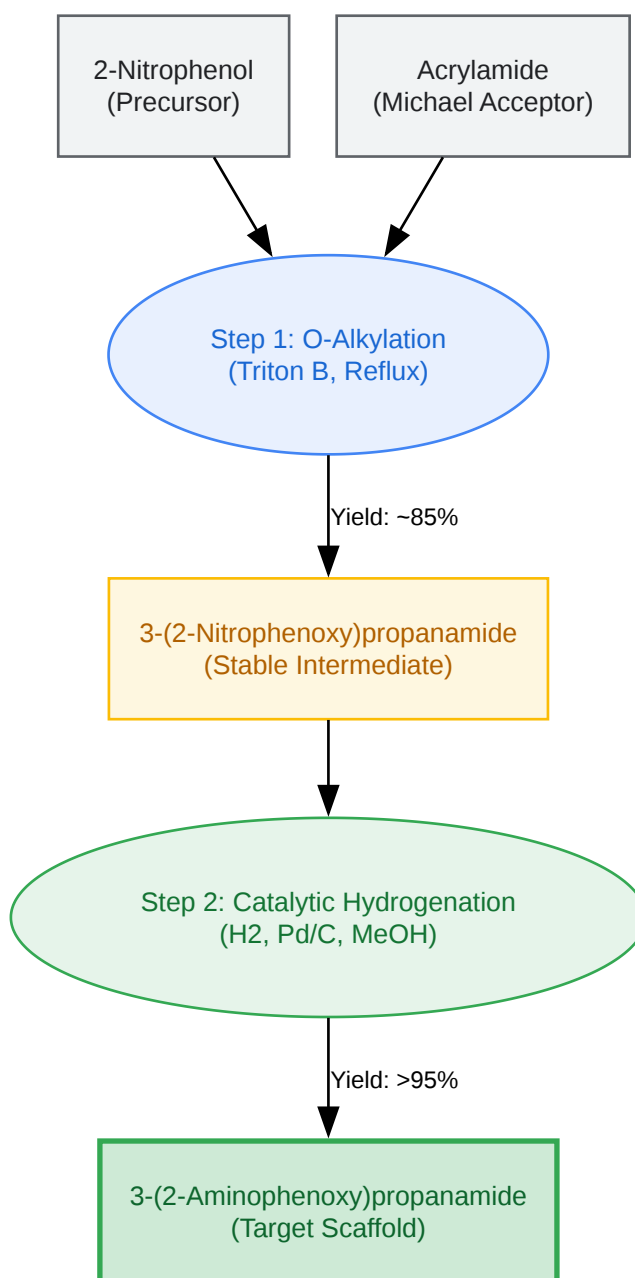 2-Nitrophenol
(Precursor)
Acrylamide
(Michael Acceptor)
Step 1: O-Alkylation
(Triton B, Reflux)
Yield: ~85%
3-(2-Nitrophenoxy)propanamide
(Stable Intermediate)
Step 2: Catalytic Hydrogenation
(H2, Pd/C, MeOH)
Yield: >95%
3-(2-Aminophenoxy)propanamide
(Target Scaffold)